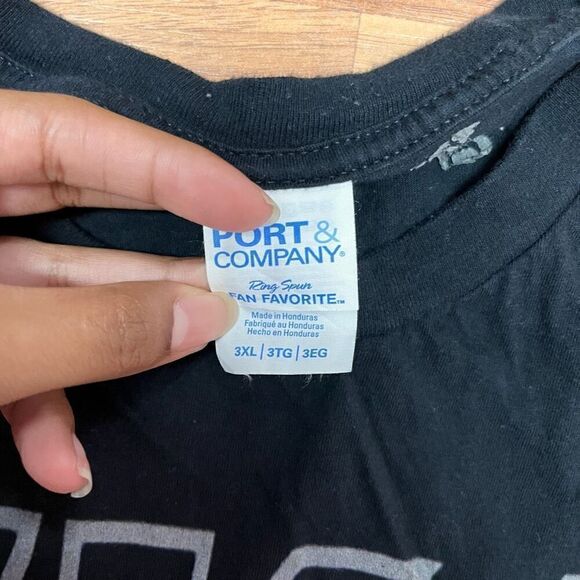 PORT &
COMPANY®
Ring Spun
FAN FAVORITE™
Made in Honduras
Fabriqué au Honduras
Hecho en Honduras
3XL | 3TG | 3EG